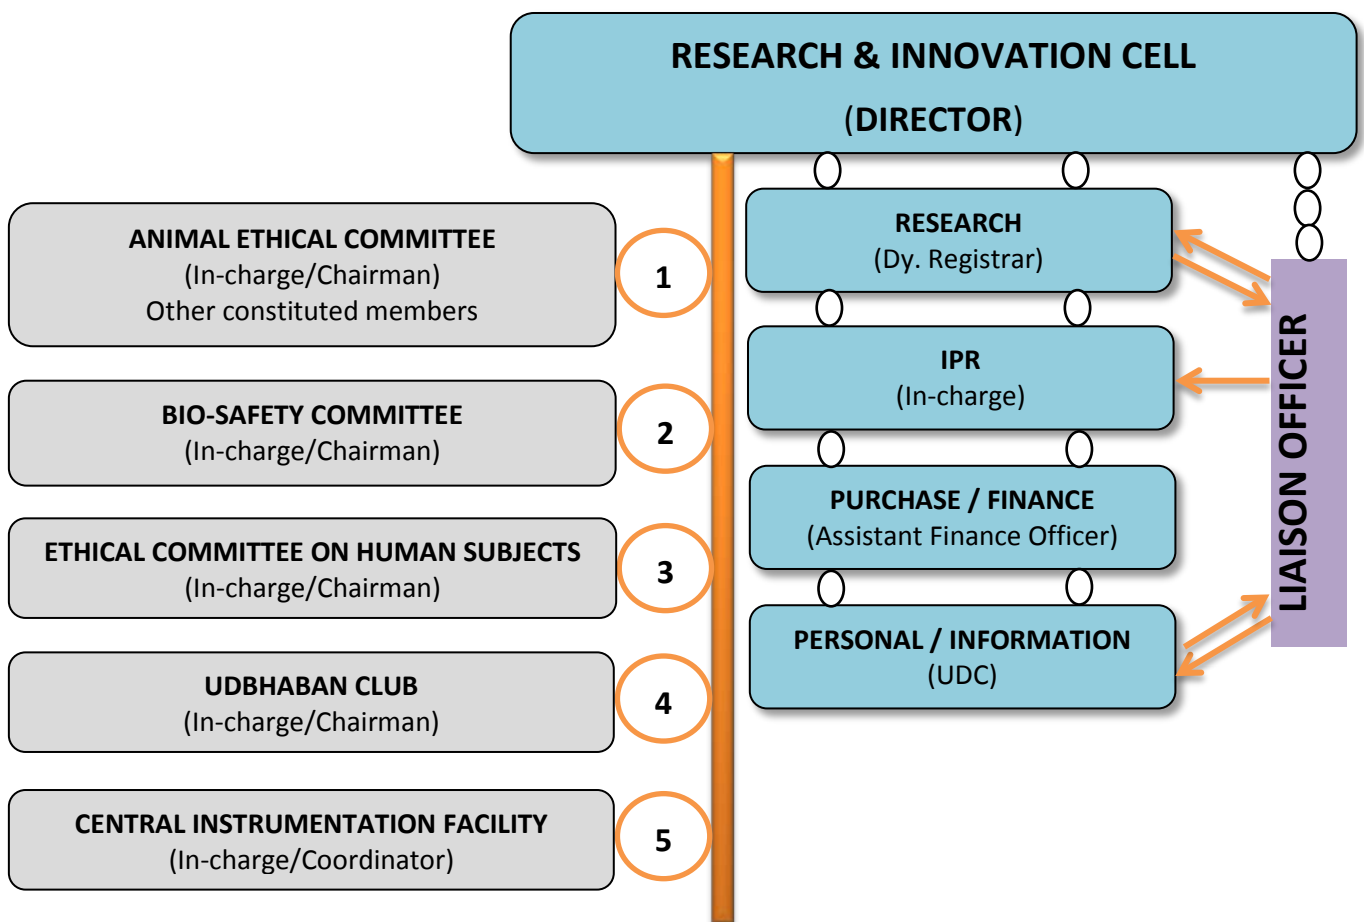 RESEARCH & INNOVATION CELL
(DIRECTOR)
ANIMAL ETHICAL COMMITTEE
(In-charge/Chairman)
Other constituted members
1
BIO-SAFETY COMMITTEE
(In-charge/Chairman)
2
ETHICAL COMMITTEE ON HUMAN SUBJECTS
(In-charge/Chairman)
3
UDBHABAN CLUB
(In-charge/Chairman)
4
CENTRAL INSTRUMENTATION FACILITY
(In-charge/Coordinator)
5
RESEARCH
(Dy. Registrar)
IPR
(In-charge)
PURCHASE / FINANCE
(Assistant Finance Officer)
PERSONAL / INFORMATION
(UDC)
LIAISON OFFICER